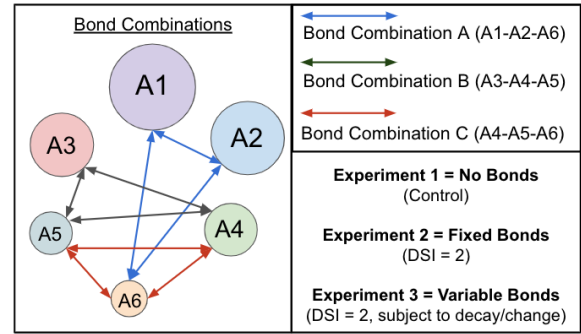 Bond Combinations
A1
A2
A3
A4
A5
A6
Bond Combination A (A1-A2-A6)
Bond Combination B (A3-A4-A5)
Bond Combination C (A4-A5-A6)
Experiment 1 = No Bonds
(Control)
Experiment 2 = Fixed Bonds
(DSI = 2)
Experiment 3 = Variable Bonds
(DSI = 2, subject to decay/change)